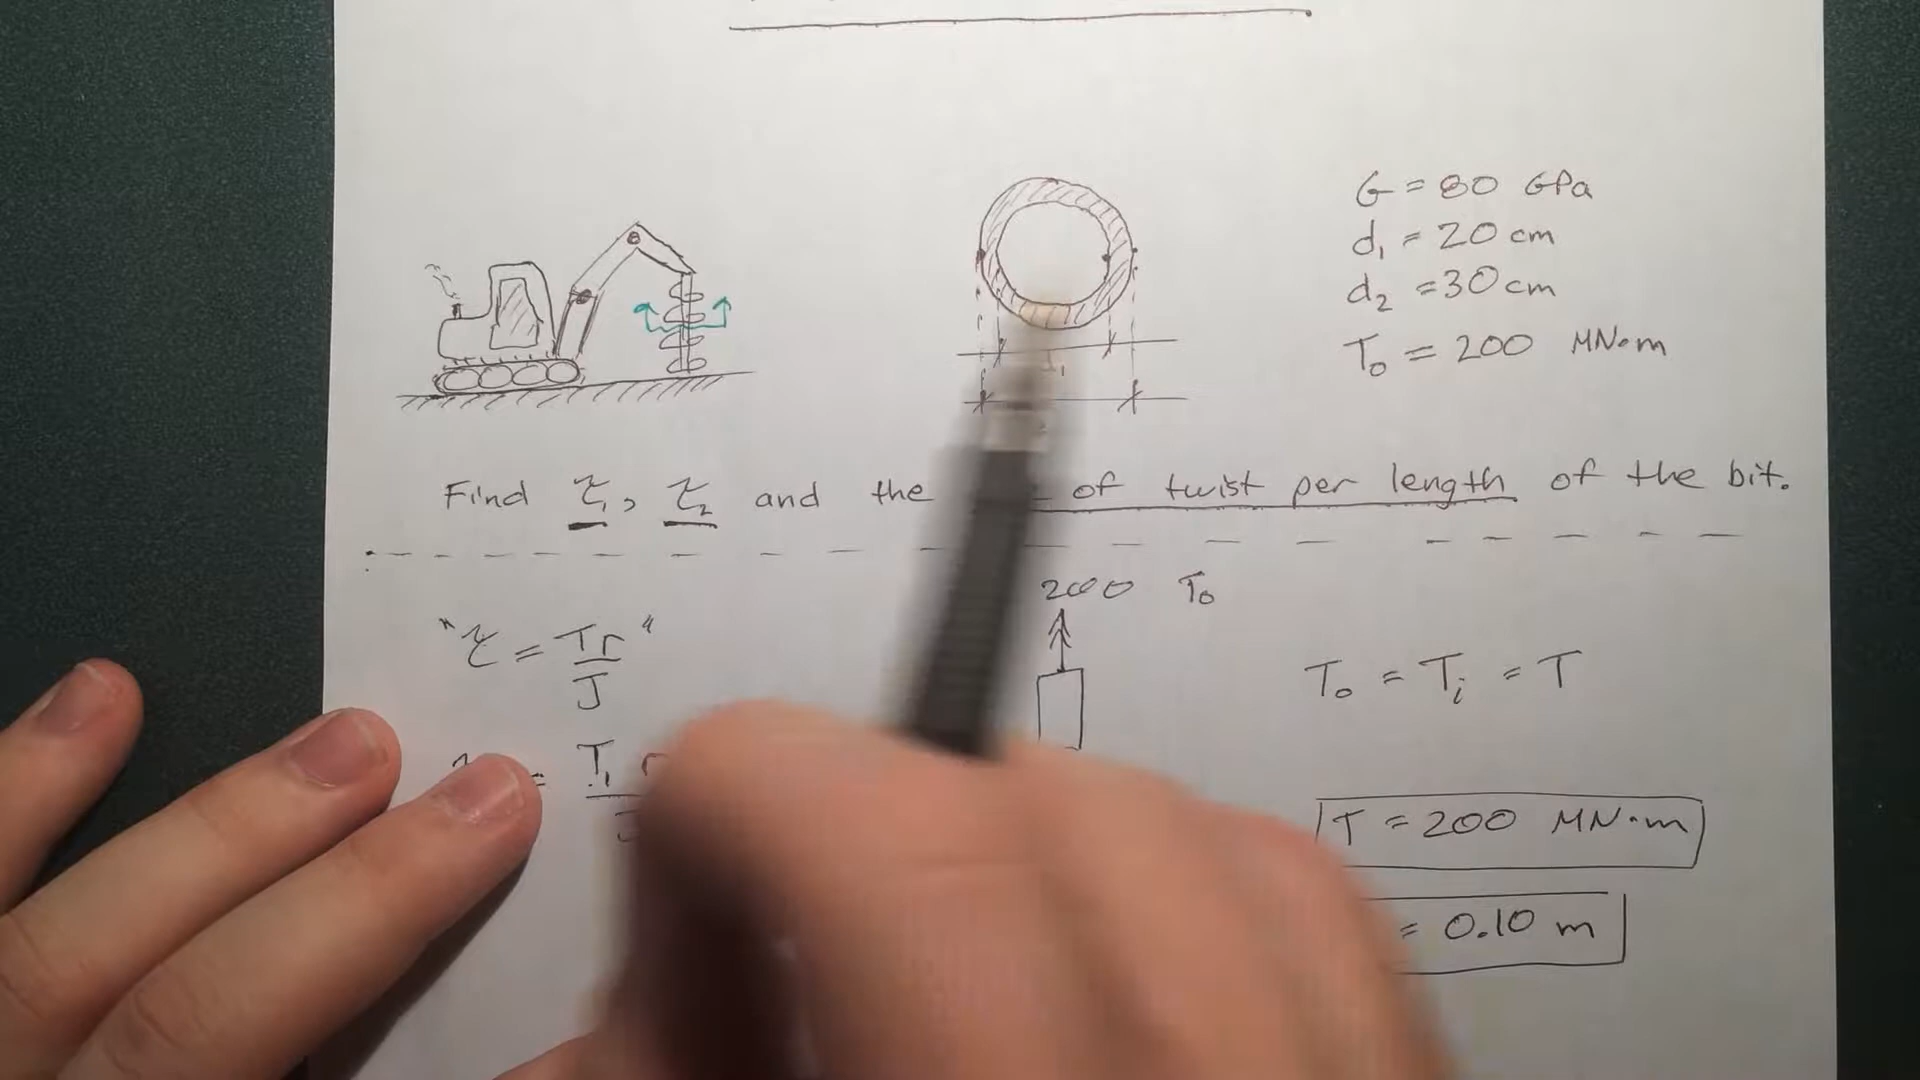 G = 80 GPa
d₁ = 20 cm
d₂ = 30 cm
T₀ = 200 MN·m
Find τ₁, τ₂ and the of twist per length of the bit.
200 T₀
"τ = Tr/J"
T₀ = Tᵢ = T
= T₁
T = 200 MN·m
= 0.10 m